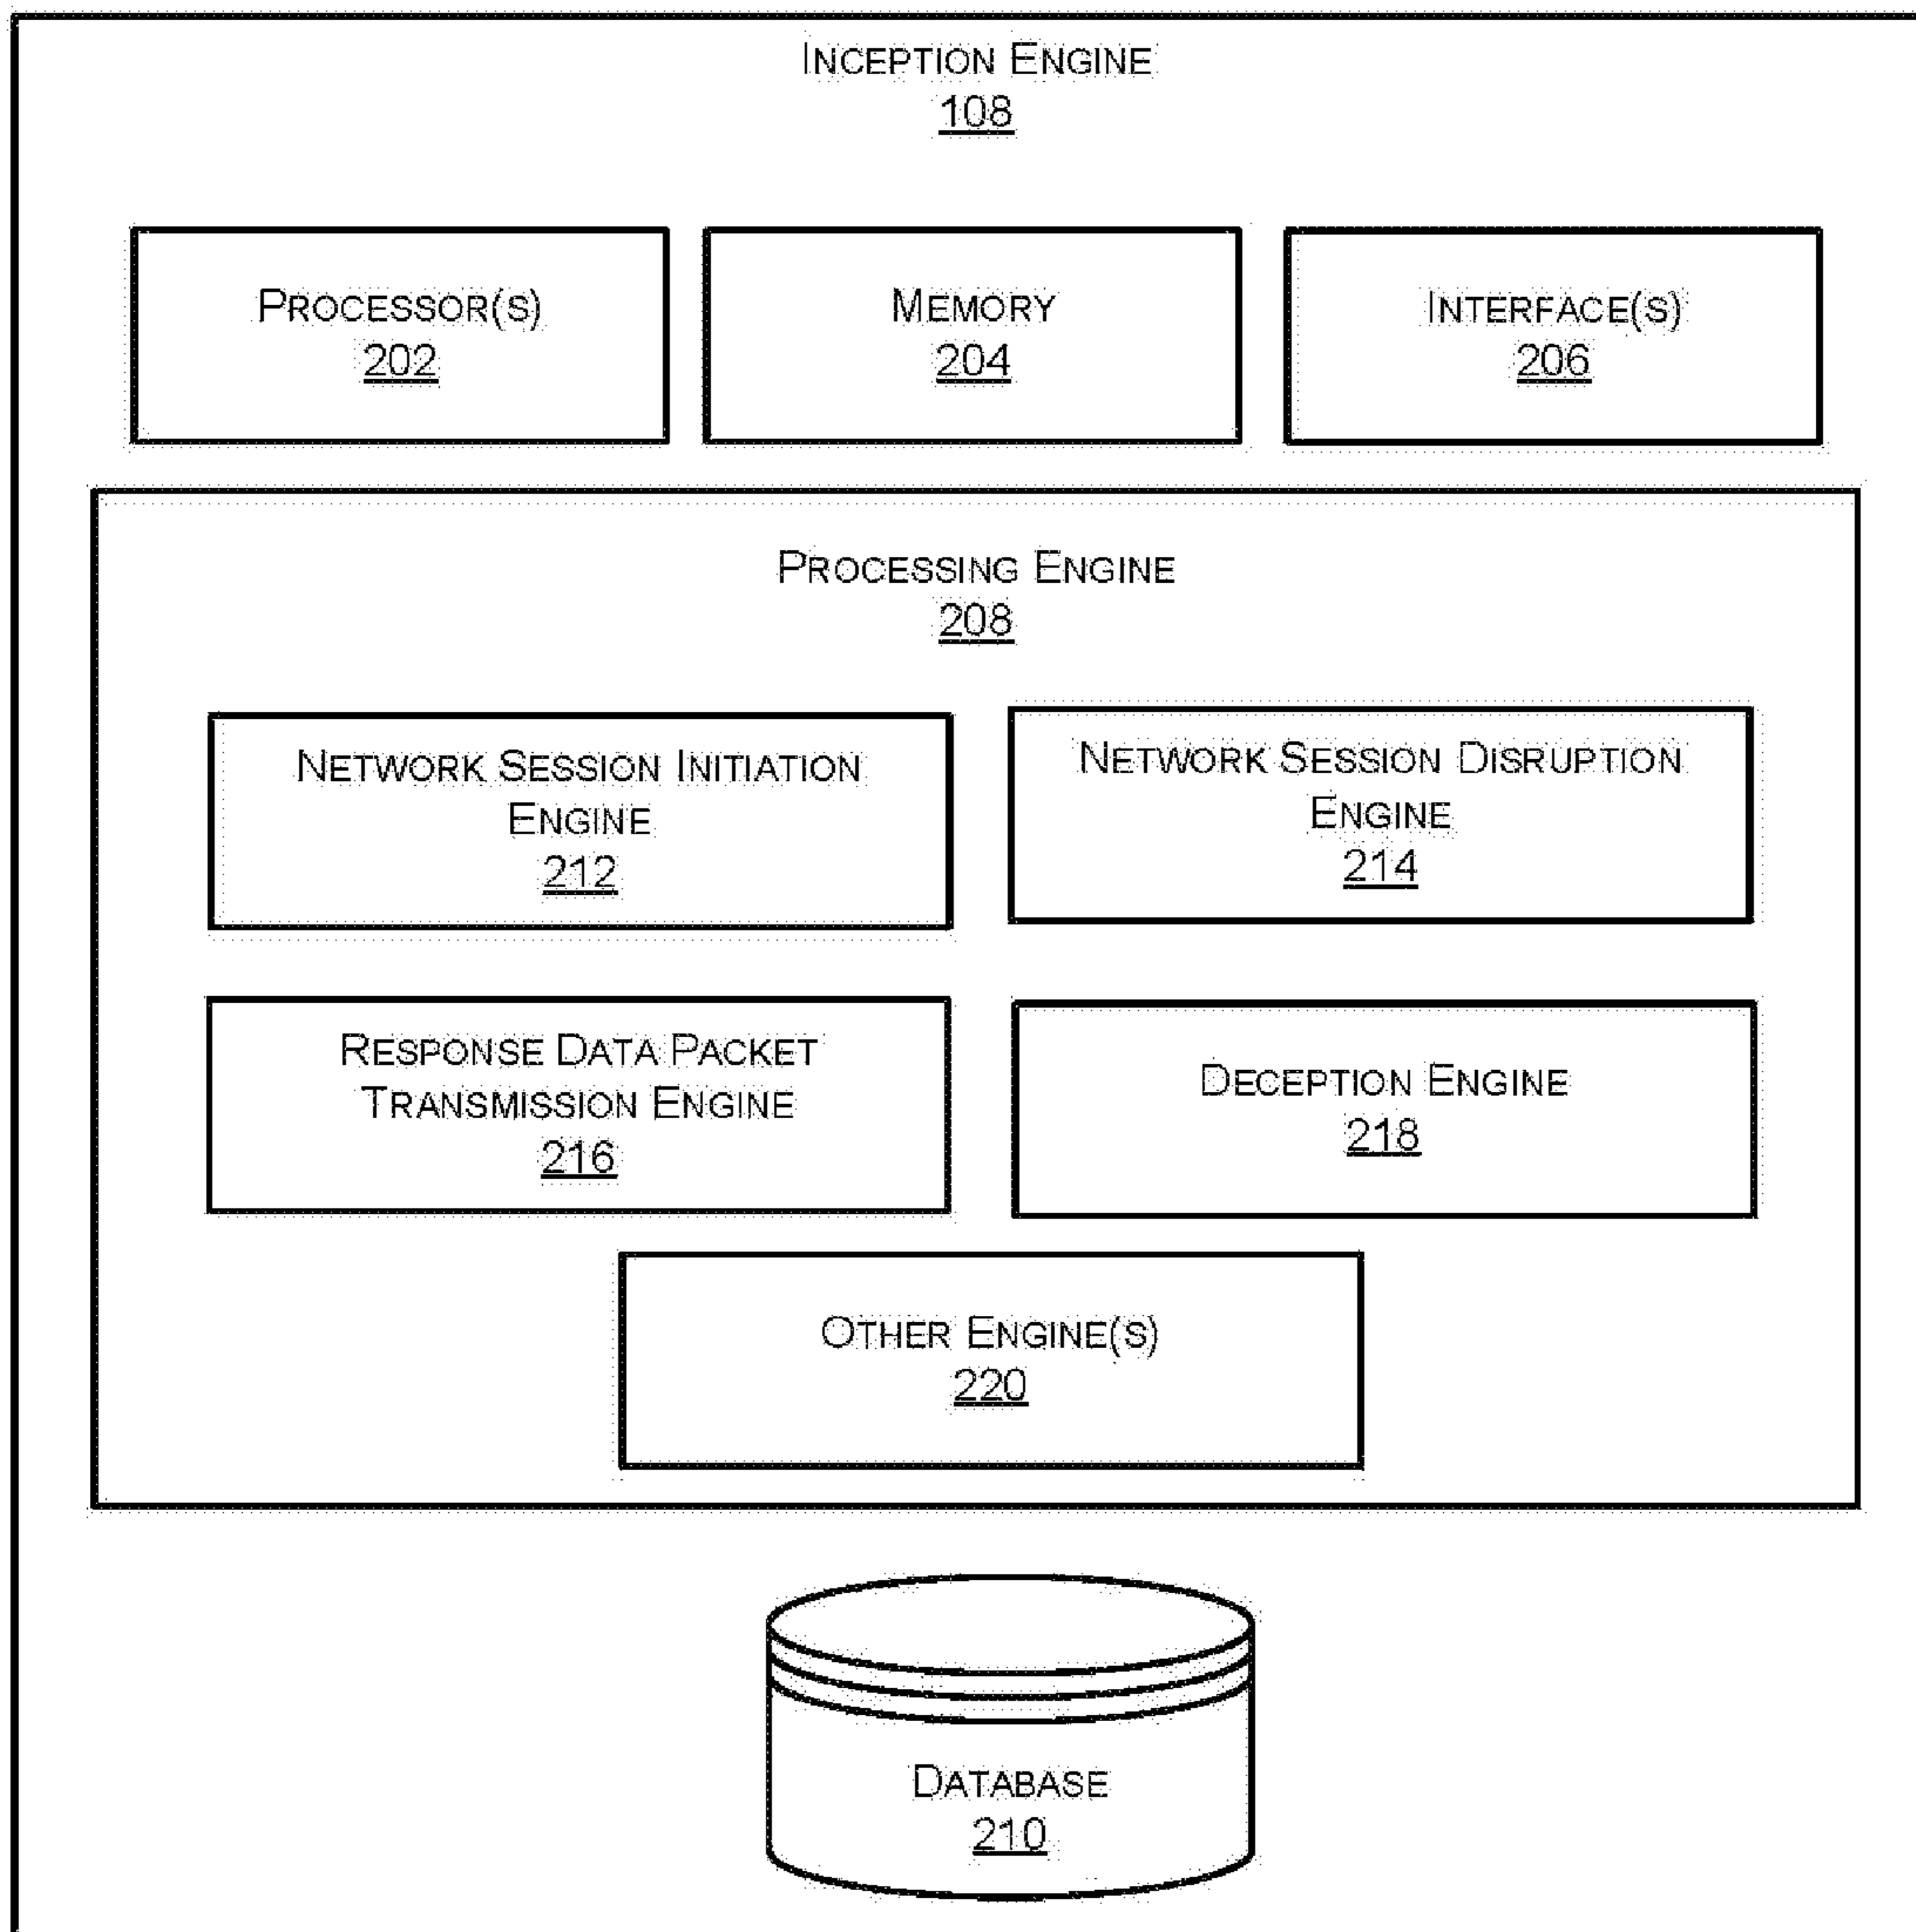 INCEPTION ENGINE
108
PROCESSOR(S)
202
MEMORY
204
INTERFACE(S)
206
PROCESSING ENGINE
208
NETWORK SESSION INITIATION
ENGINE
212
NETWORK SESSION DISRUPTION
ENGINE
214
RESPONSE DATA PACKET
TRANSMISSION ENGINE
216
DECEPTION ENGINE
218
OTHER ENGINE(S)
220
DATABASE
210